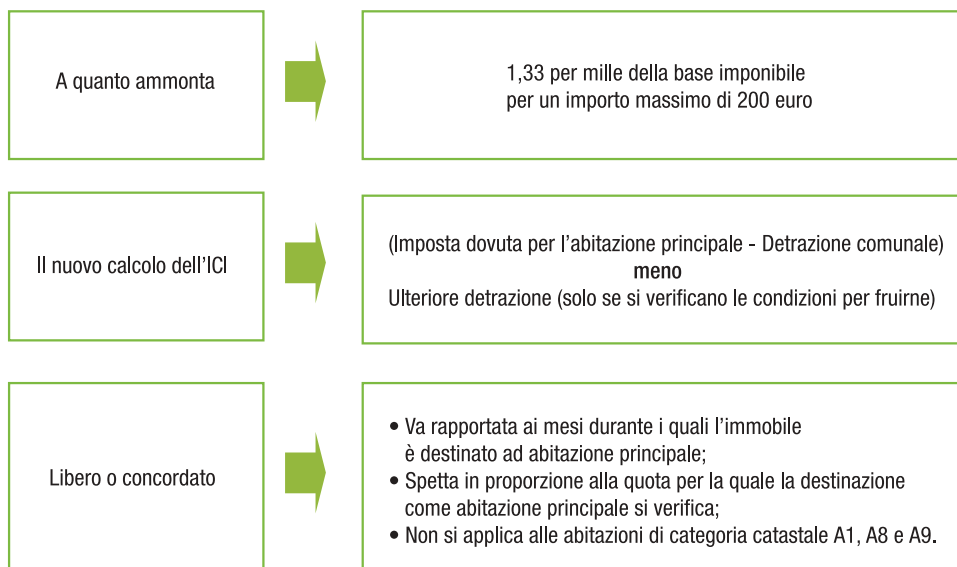 A quanto ammonta
1,33 per mille della base imponibile
per un importo massimo di 200 euro
Il nuovo calcolo dell'ICI
(Imposta dovuta per l'abitazione principale - Detrazione comunale)
meno
Ulteriore detrazione (solo se si verificano le condizioni per fruirne)
Libero o concordato
• Va rapportata ai mesi durante i quali l'immobile
è destinato ad abitazione principale;
• Spetta in proporzione alla quota per la quale la destinazione
come abitazione principale si verifica;
• Non si applica alle abitazioni di categoria catastale A1, A8 e A9.